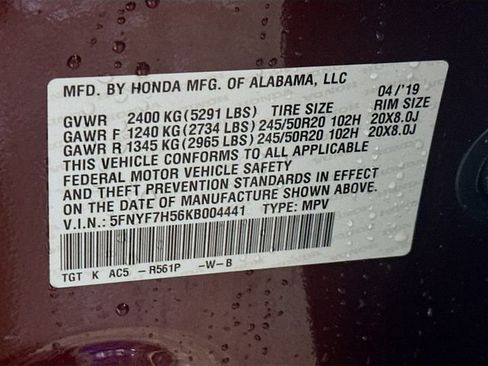 MFD. BY HONDA MFG. OF ALABAMA, LLC 04/'19
GVWR 2400 KG(5291 LBS) TIRE SIZE RIM SIZE
GAWR F 1240 KG(2734 LBS) 245/50R20 102H 20X8.0J
GAWR R 1345 KG(2965 LBS) 245/50R20 102H 20X8.0J
THIS VEHICLE CONFORMS TO ALL APPLICABLE
FEDERAL MOTOR VEHICLE SAFETY
AND THEFT PREVENTION STANDARDS IN EFFECT
ON THE DATE OF MANUFACTURE SHOWN ABOVE.
V.I.N.: 5FNYF7H56KB004441 TYPE: MPV
TGT K AC5 -R561P -W-B